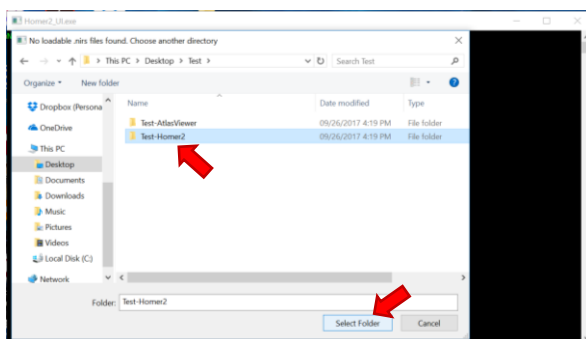 Homer2_UI.exe
No loadable .nirs files found. Choose another directory
This PC > Desktop > Test >
Search Test
Organize
New folder
Name
Date modified
Type
Test-AtlasViewer
09/26/2017 4:19 PM
File folder
Test-Homer2
09/26/2017 4:19 PM
File folder
Dropbox (Persona
OneDrive
This PC
Desktop
Documents
Downloads
Music
Pictures
Videos
Local Disk (C:)
Network
Folder: Test-Homer2
Select Folder
Cancel